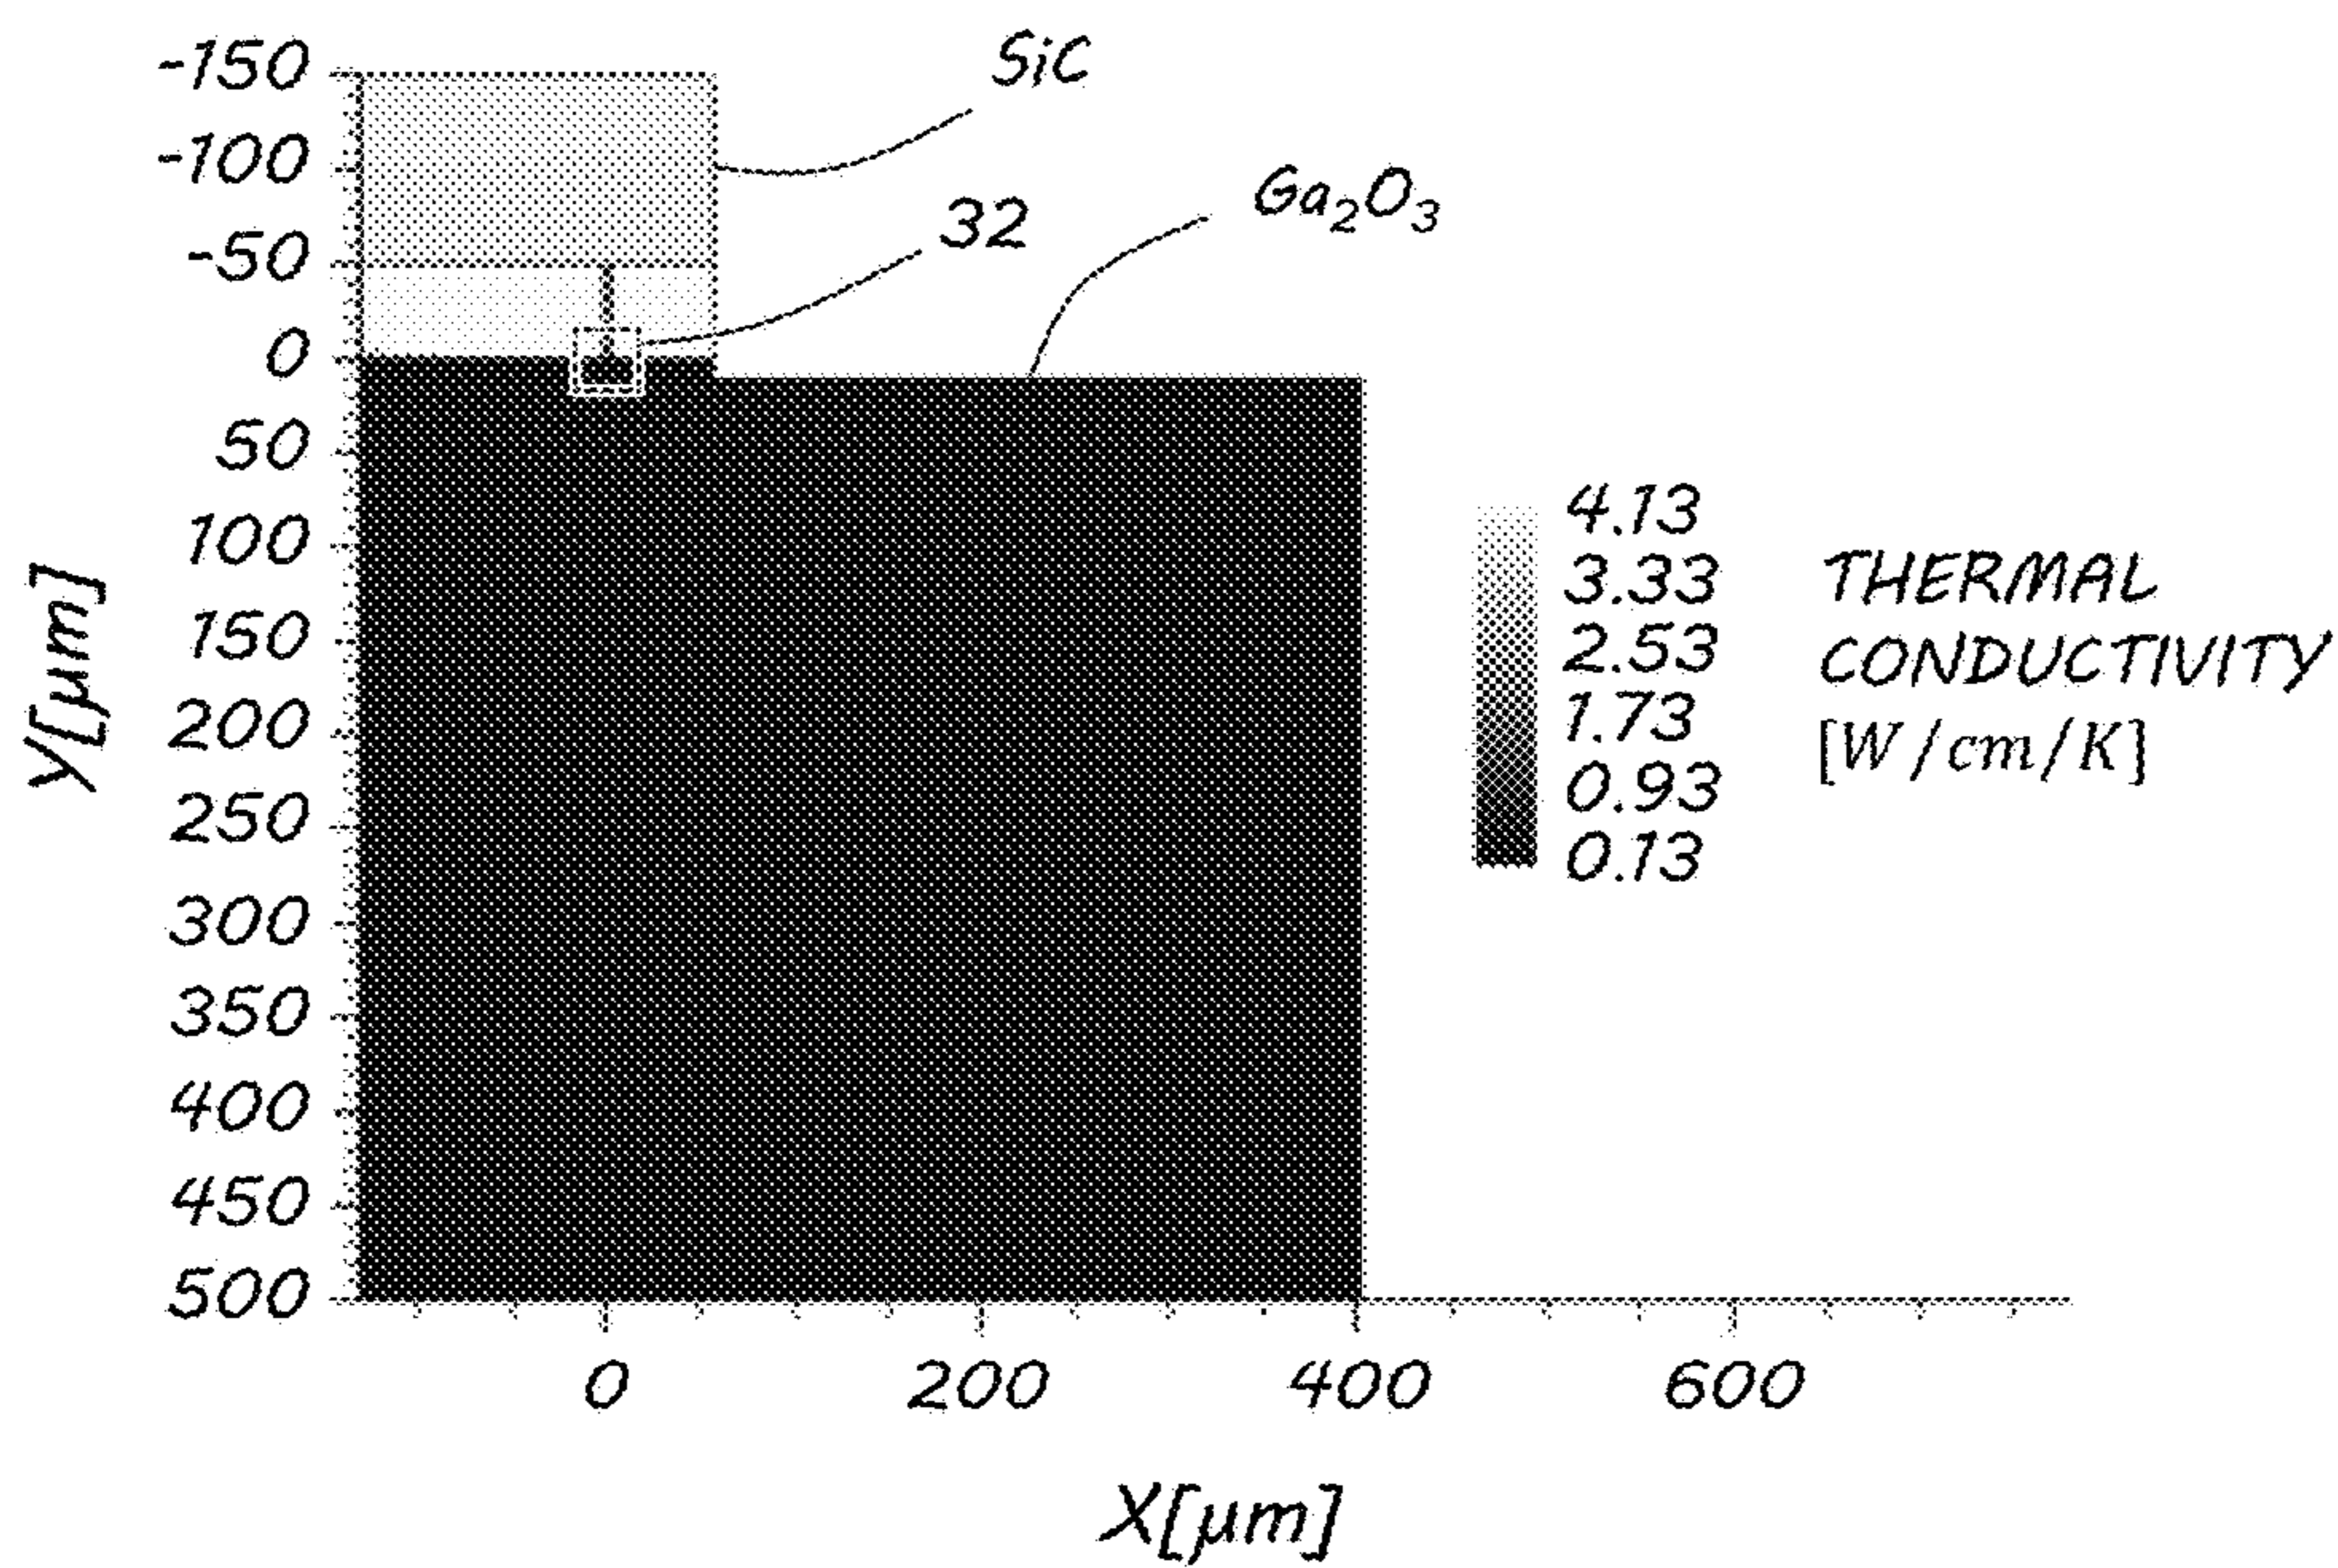 -150
-100
-50
0
50
100
150
200
250
300
350
400
450
500
Y[μm]
SiC
32
Ga₂O₃
4.13
3.33
2.53
1.73
0.93
0.13
THERMAL
CONDUCTIVITY
[W/cm/K]
0 200 400 600
X[μm]